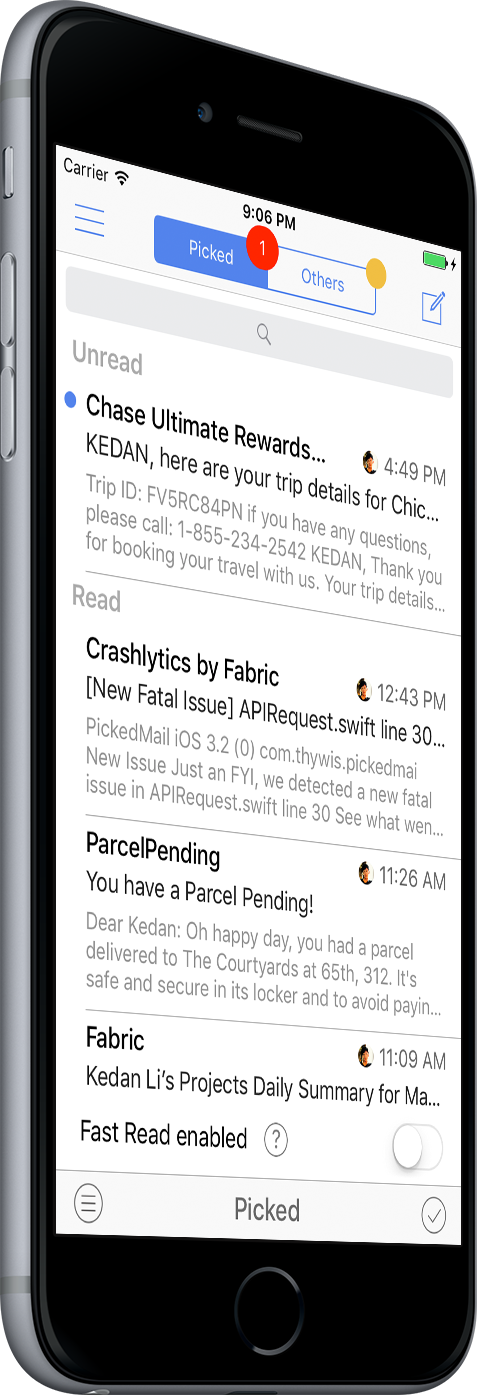 Carrier
9:06 PM
Picked
1
Others
Unread
Chase Ultimate Rewards...
4:49 PM
KEDAN, here are your trip details for Chic...
Trip ID: FV5RC84PN if you have any questions,
please call: 1-855-234-2542 KEDAN, Thank you
for booking your travel with us. Your trip details...
Read
Crashlytics by Fabric
12:43 PM
[New Fatal Issue] APIRequest.swift line 30...
PickedMail iOS 3.2 (0) com.thywis.pickedmai
New Issue Just an FYI, we detected a new fatal
issue in APIRequest.swift line 30 See what wen...
ParcelPending
11:26 AM
You have a Parcel Pending!
Dear Kedan: Oh happy day, you had a parcel
delivered to The Courtyards at 65th, 312. It's
safe and secure in its locker and to avoid payin...
Fabric
11:09 AM
Kedan Li's Projects Daily Summary for Ma...
Fast Read enabled ?
Picked